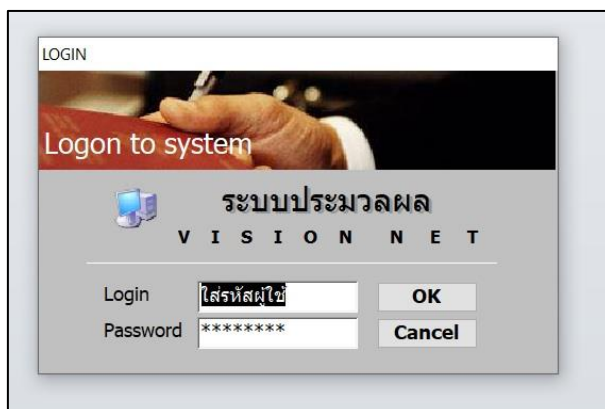 LOGIN
Logon to system
ระบบประมวลผล
V I S I O N N E T
Login ใส่รหัสผู้ใช้ OK
Password ******** Cancel